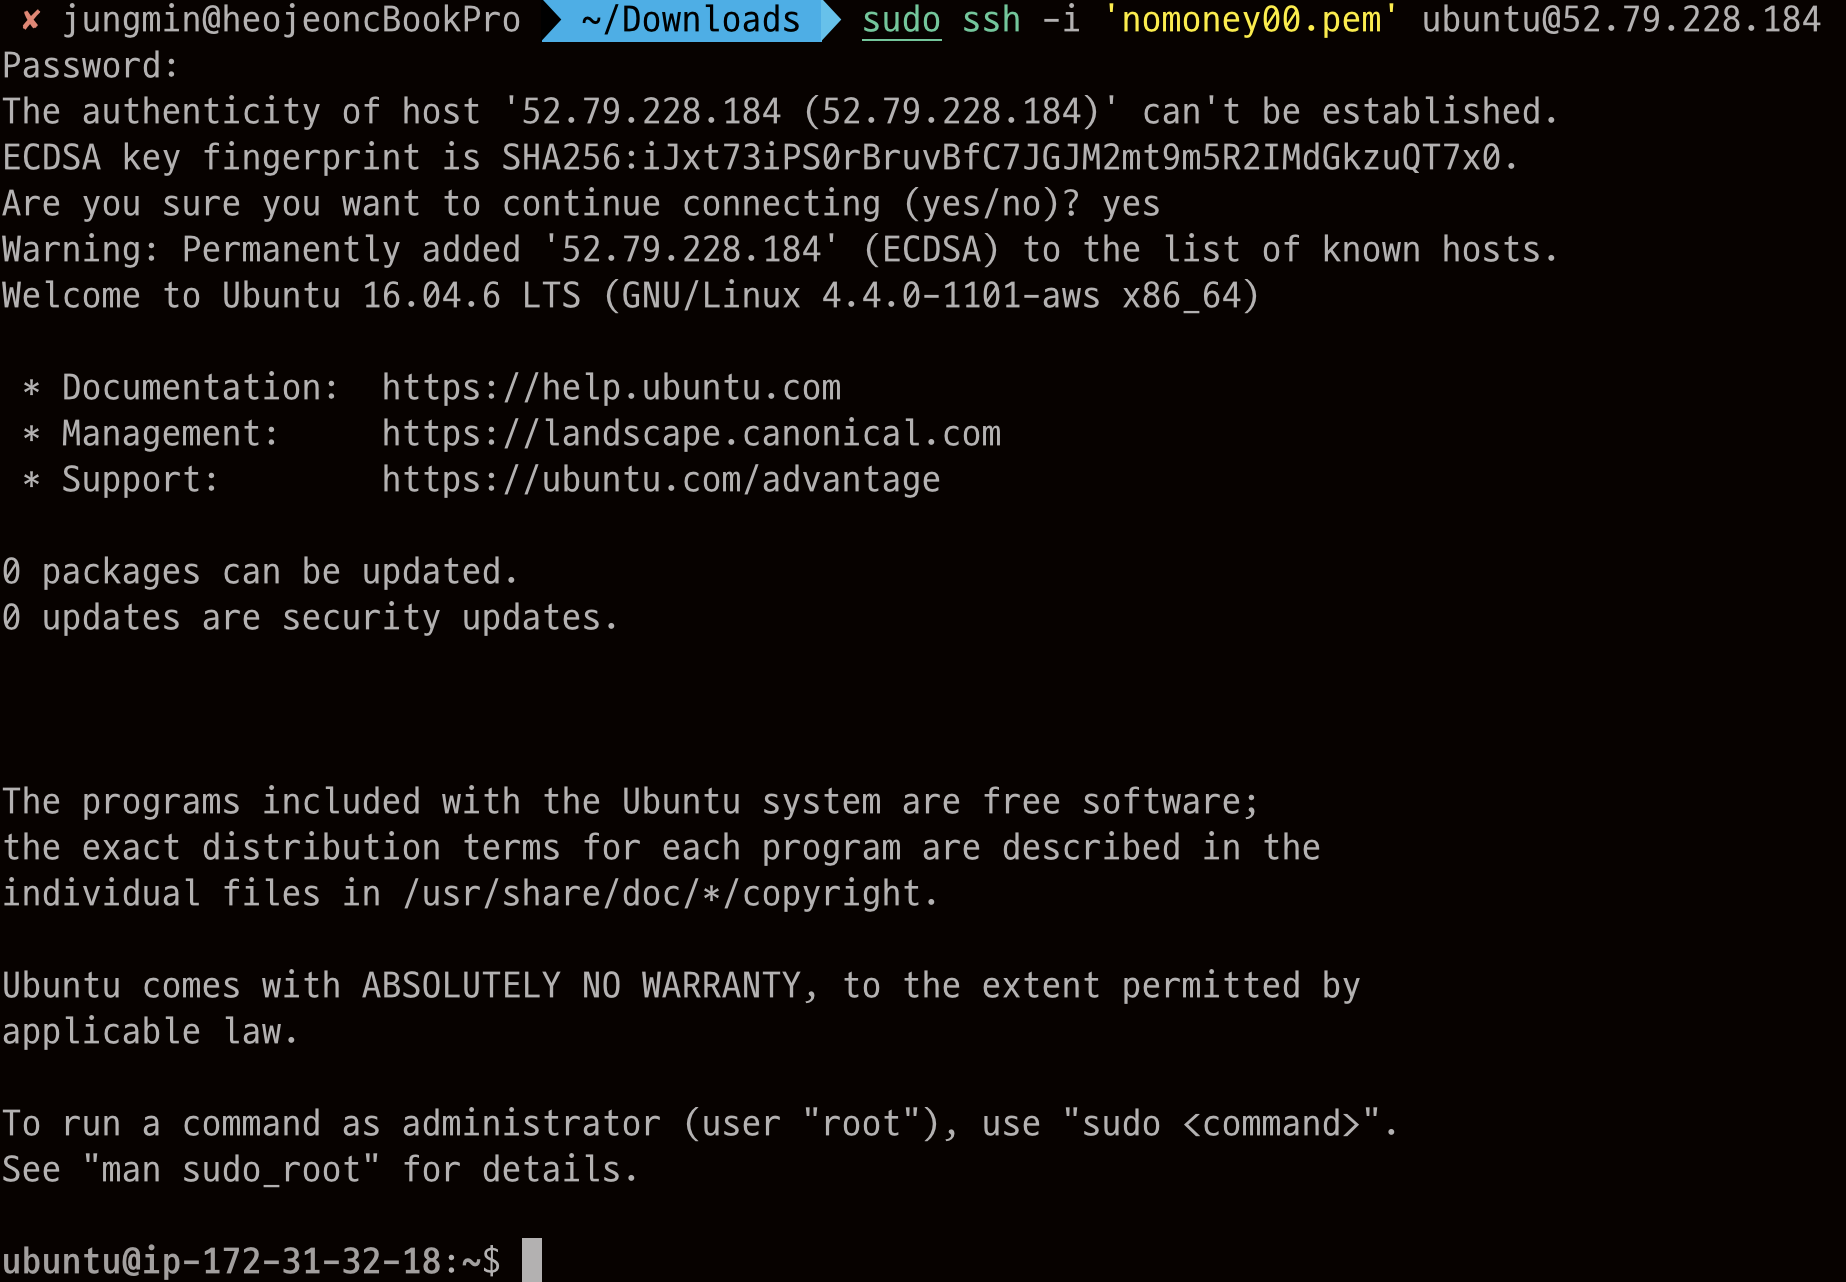 ✘ jungmin@heojeoncBookPro ~/Downloads sudo ssh -i 'nomoney00.pem' ubuntu@52.79.228.184
Password:
The authenticity of host '52.79.228.184 (52.79.228.184)' can't be established.
ECDSA key fingerprint is SHA256:iJxt73iPS0rBruvBfC7JGJM2mt9m5R2IMdGkzuQT7x0.
Are you sure you want to continue connecting (yes/no)? yes
Warning: Permanently added '52.79.228.184' (ECDSA) to the list of known hosts.
Welcome to Ubuntu 16.04.6 LTS (GNU/Linux 4.4.0-1101-aws x86_64)
* Documentation:  https://help.ubuntu.com
* Management:     https://landscape.canonical.com
* Support:        https://ubuntu.com/advantage
0 packages can be updated.
0 updates are security updates.
The programs included with the Ubuntu system are free software;
the exact distribution terms for each program are described in the
individual files in /usr/share/doc/*/copyright.
Ubuntu comes with ABSOLUTELY NO WARRANTY, to the extent permitted by
applicable law.
To run a command as administrator (user "root"), use "sudo <command>".
See "man sudo_root" for details.
ubuntu@ip-172-31-32-18:~$